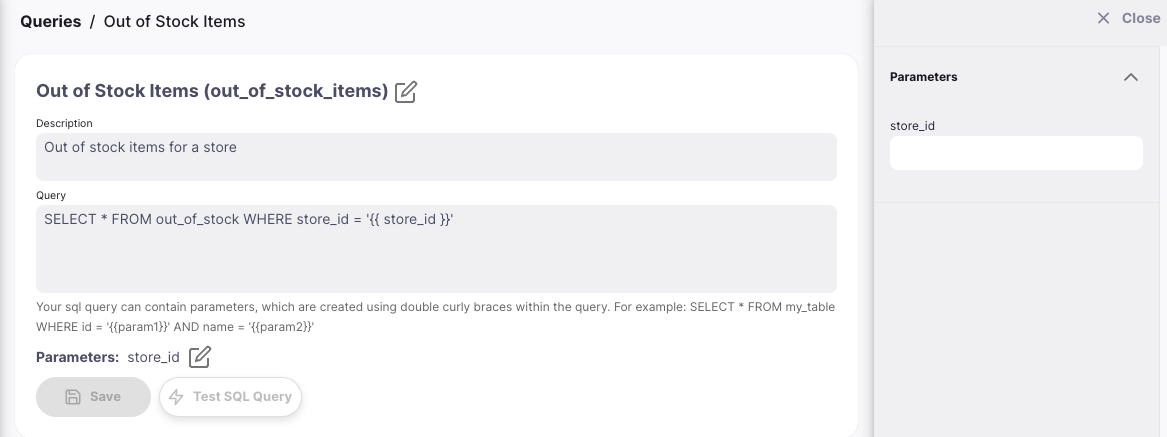 Queries / Out of Stock Items
Close
Out of Stock Items (out_of_stock_items)
Description
Out of stock items for a store
Query
SELECT * FROM out_of_stock WHERE store_id = '{{ store_id }}'
Your sql query can contain parameters, which are created using double curly braces within the query. For example: SELECT * FROM my_table
WHERE id = '{{param1}}' AND name = '{{param2}}'
Parameters: store_id
Save
Test SQL Query
Parameters
store_id